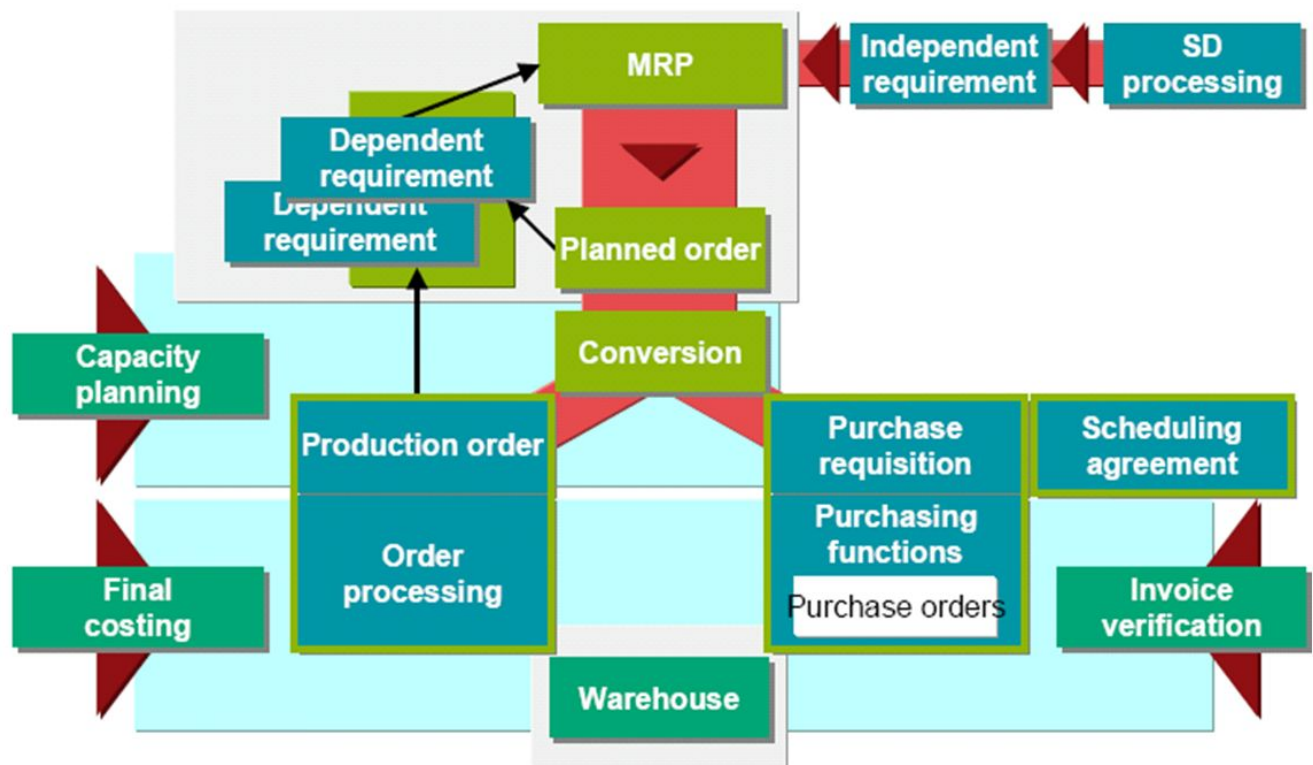 MRP
Independent
requirement
SD
processing
Dependent
requirement
Dependent
requirement
Planned order
Capacity
planning
Conversion
Production order
Purchase
requisition
Scheduling
agreement
Order
processing
Purchasing
functions
Purchase orders
Final
costing
Invoice
verification
Warehouse